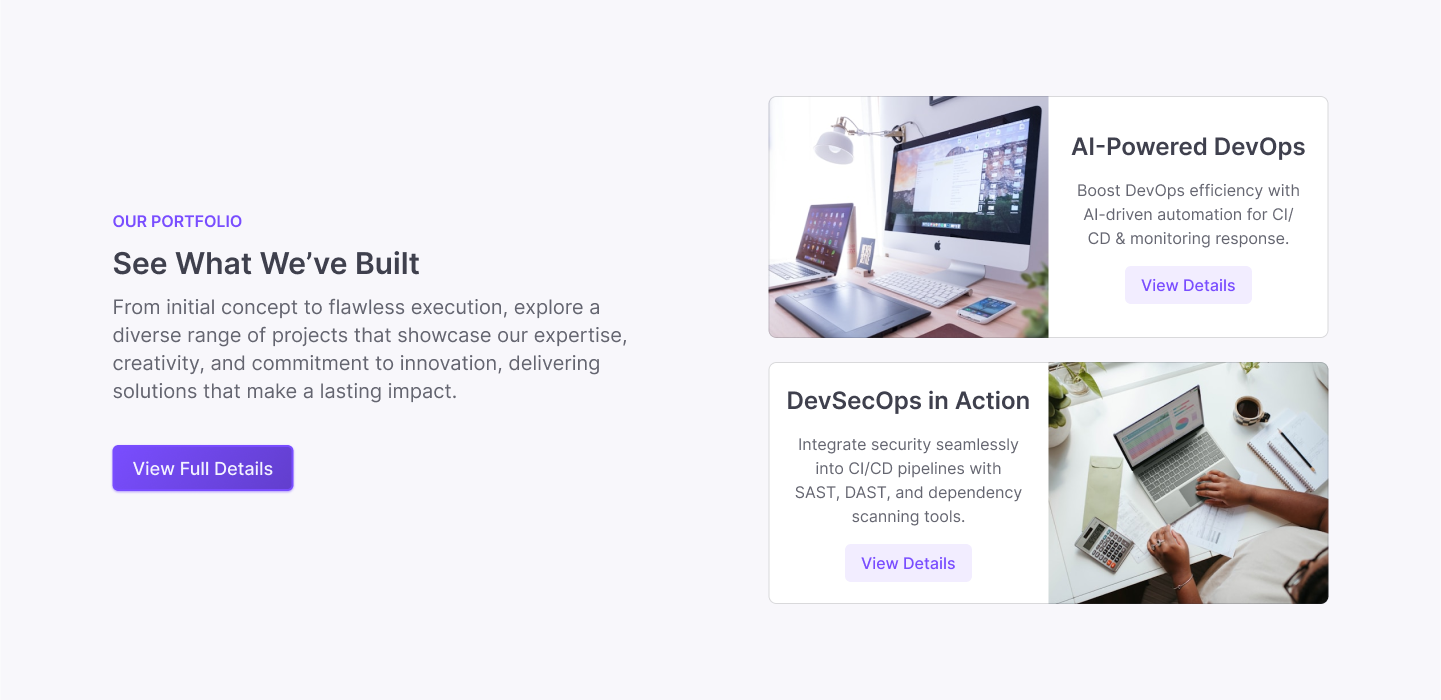 OUR PORTFOLIO
See What We’ve Built
From initial concept to flawless execution, explore a
diverse range of projects that showcase our expertise,
creativity, and commitment to innovation, delivering
solutions that make a lasting impact.
View Full Details
AI-Powered DevOps
Boost DevOps efficiency with
AI-driven automation for CI/
CD & monitoring response.
View Details
DevSecOps in Action
Integrate security seamlessly
into CI/CD pipelines with
SAST, DAST, and dependency
scanning tools.
View Details